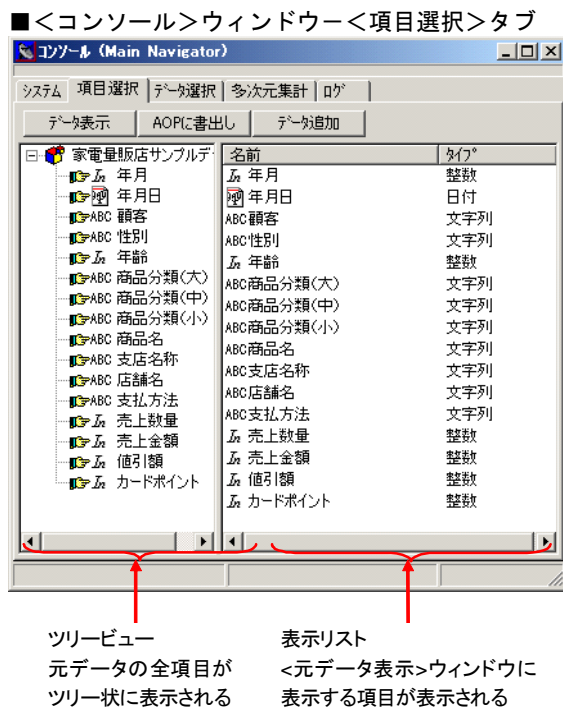 ■＜コンソール＞ウィンドウ－＜項目選択＞タブ
ｺﾝｿｰﾙ (Main Navigator)
ｼｽﾃﾑ 項目選択 ﾃﾞｰﾀ選択 多次元集計 ﾛｸﾞ
ﾃﾞｰﾀ表示 AOPに書出し ﾃﾞｰﾀ追加
家電量販店サンプルデ
In 年月
年月日
ABC 顧客
ABC 性別
In 年齢
ABC 商品分類(大)
ABC 商品分類(中)
ABC 商品分類(小)
ABC 商品名
ABC 支店名称
ABC 店舗名
ABC 支払方法
In 売上数量
In 売上金額
In 値引額
In カードポイント
名前 ﾀｲﾌﾟ
In 年月 整数
年月日 日付
ABC顧客 文字列
ABC性別 文字列
In 年齢 整数
ABC商品分類(大) 文字列
ABC商品分類(中) 文字列
ABC商品分類(小) 文字列
ABC商品名 文字列
ABC支店名称 文字列
ABC店舗名 文字列
ABC支払方法 文字列
In 売上数量 整数
In 売上金額 整数
In 値引額 整数
In カードポイント 整数
ツリービュー
元データの全項目が
ツリー状に表示される
表示リスト
<元データ表示>ウィンドウに
表示する項目が表示される